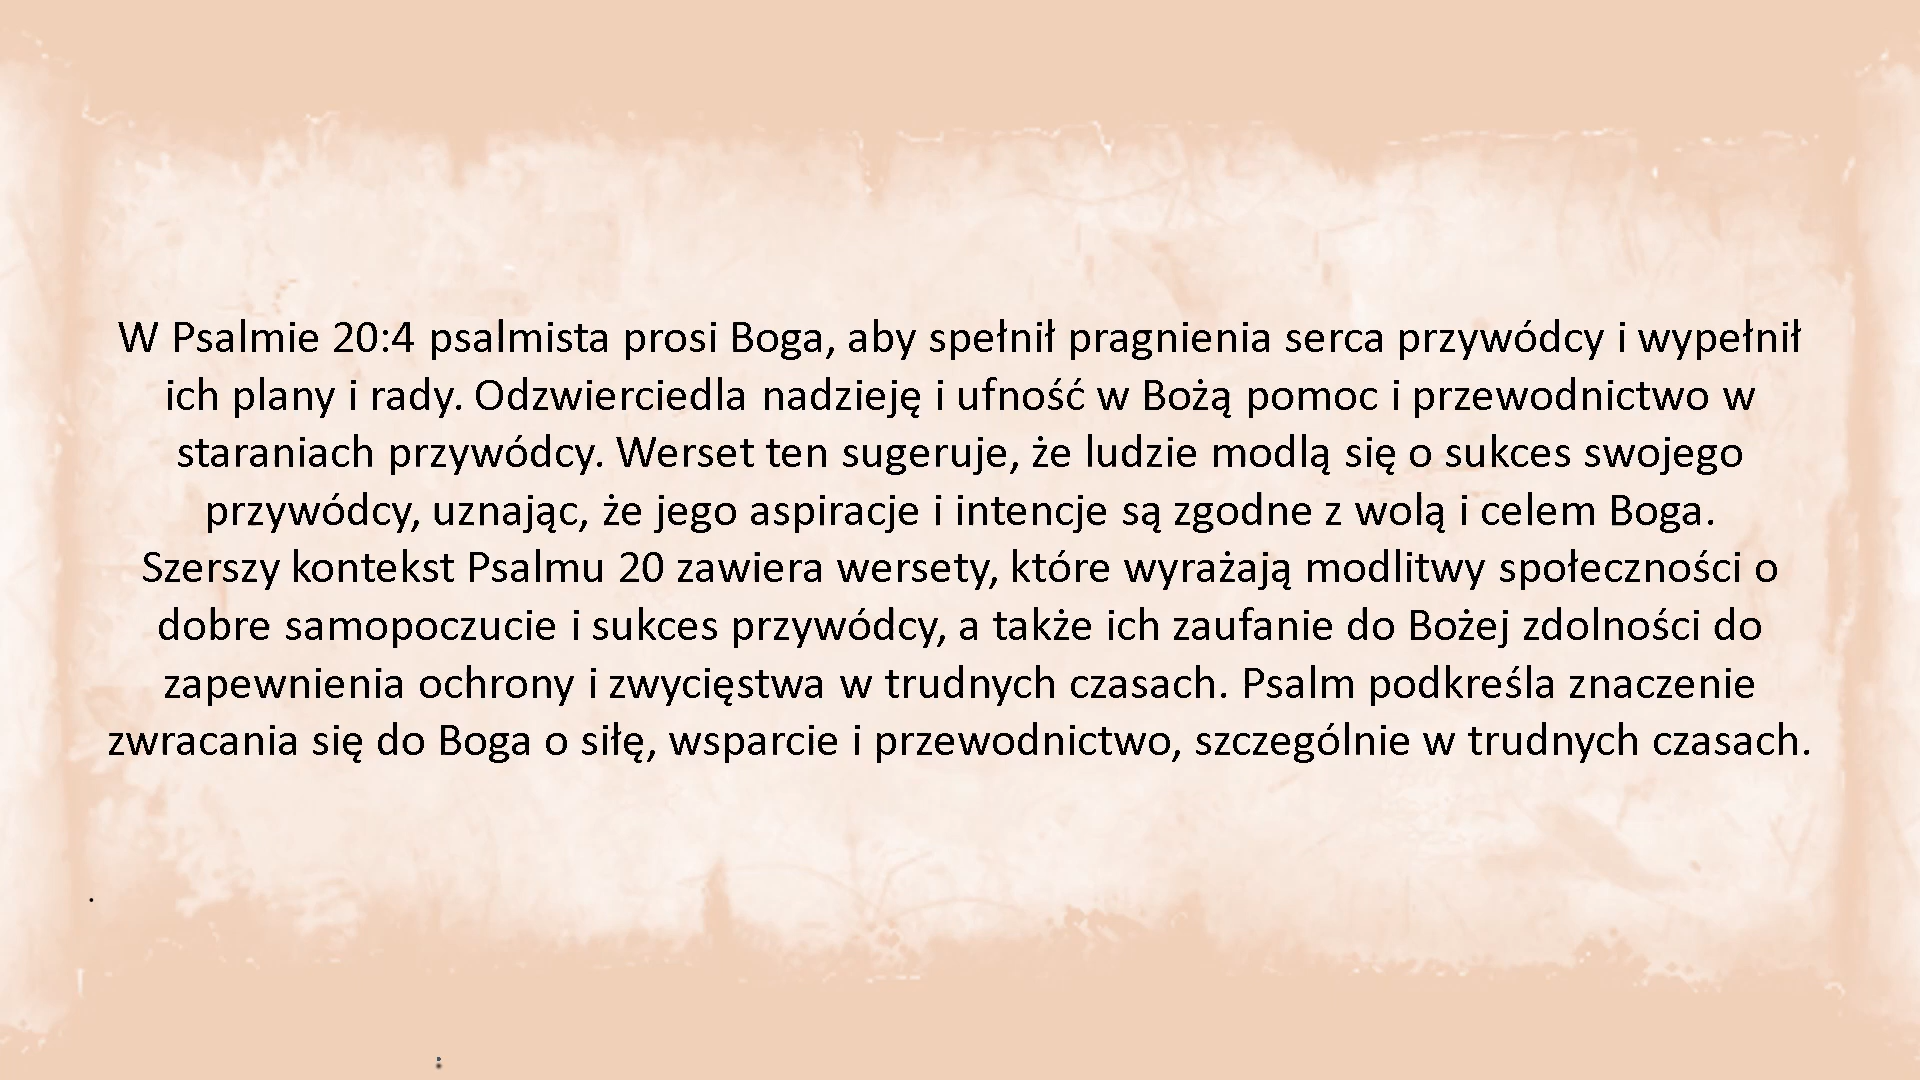 W Psalmie 20:4 psalmista prosi Boga, aby spełnił pragnienia serca przywódcy i wypełnił
ich plany i rady. Odzwierciedla nadzieję i ufność w Bożą pomoc i przewodnictwo w
staraniach przywódcy. Werset ten sugeruje, że ludzie modlą się o sukces swojego
przywódcy, uznając, że jego aspiracje i intencje są zgodne z wolą i celem Boga.
Szerszy kontekst Psalmu 20 zawiera wersety, które wyrażają modlitwy społeczności o
dobre samopoczucie i sukces przywódcy, a także ich zaufanie do Bożej zdolności do
zapewnienia ochrony i zwycięstwa w trudnych czasach. Psalm podkreśla znaczenie
zwracania się do Boga o siłę, wsparcie i przewodnictwo, szczególnie w trudnych czasach.
.
: